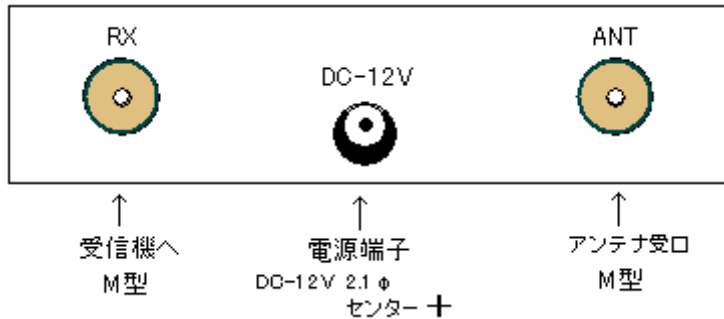 RX
ANT
DC-12V
受信機へ
M型
電源端子
DC-12V 2.1 φ
センター ＋
アンテナ受口
M型